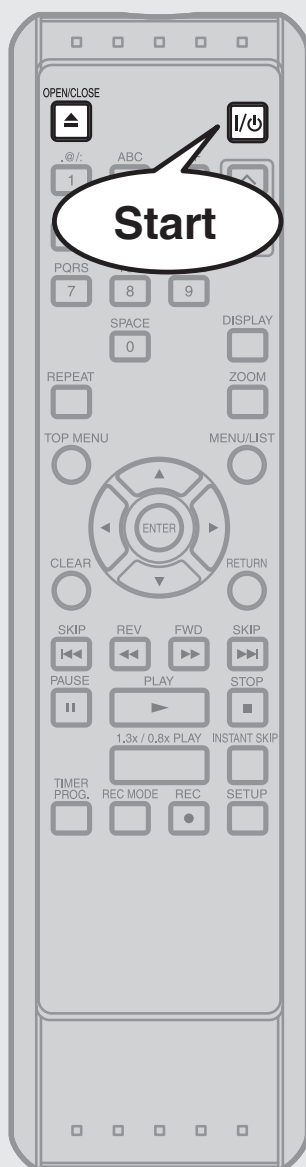 OPEN/CLOSE
I/
.@/: ABC
1
Start
PQRS
7 8 9
SPACE
0
DISPLAY
REPEAT ZOOM
TOP MENU MENU/LIST
ENTER
CLEAR RETURN
SKIP REV FWD SKIP
PAUSE PLAY STOP
1.3x / 0.8x PLAY INSTANT SKIP
TIMER
PROG. REC MODE REC SETUP